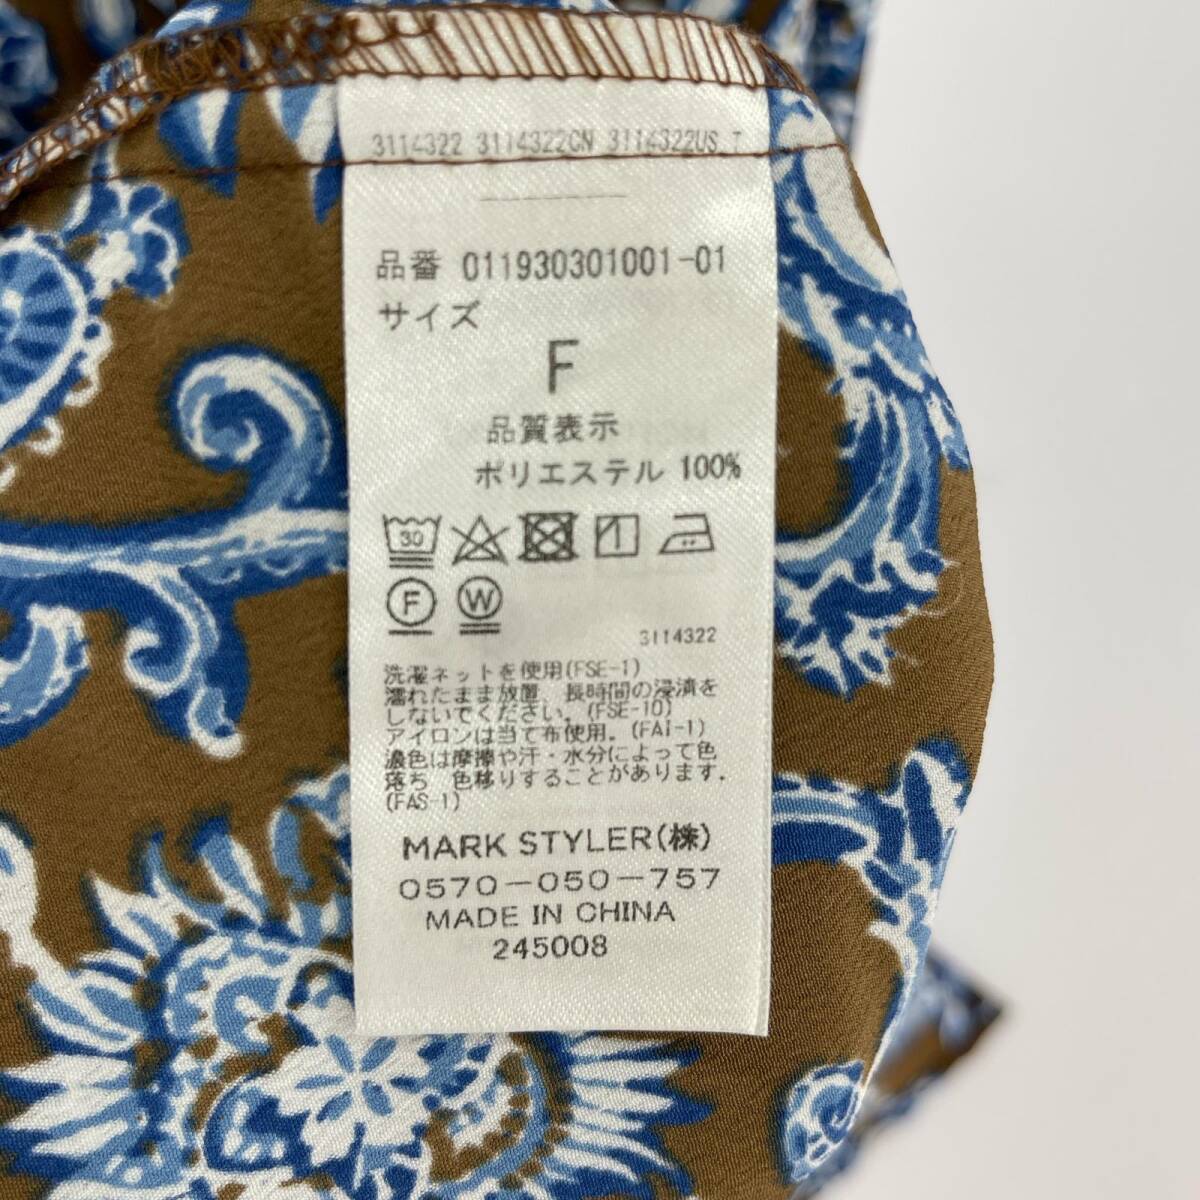 3114322 3114322CN 3114322US T
品番 011930301001-01
サイズ
F
品質表示
ポリエステル 100%
30
F W
3114322
洗濯ネットを使用(FSE-1)
濡れたまま放置、長時間の浸漬を
しないでください。(FSE-10)
アイロンは当て布使用。(FAI-1)
濃色は摩擦や汗・水分によって色
落ち 色移りすることがあります。
(FAS-1)
MARK STYLER(株)
0570-050-757
MADE IN CHINA
245008